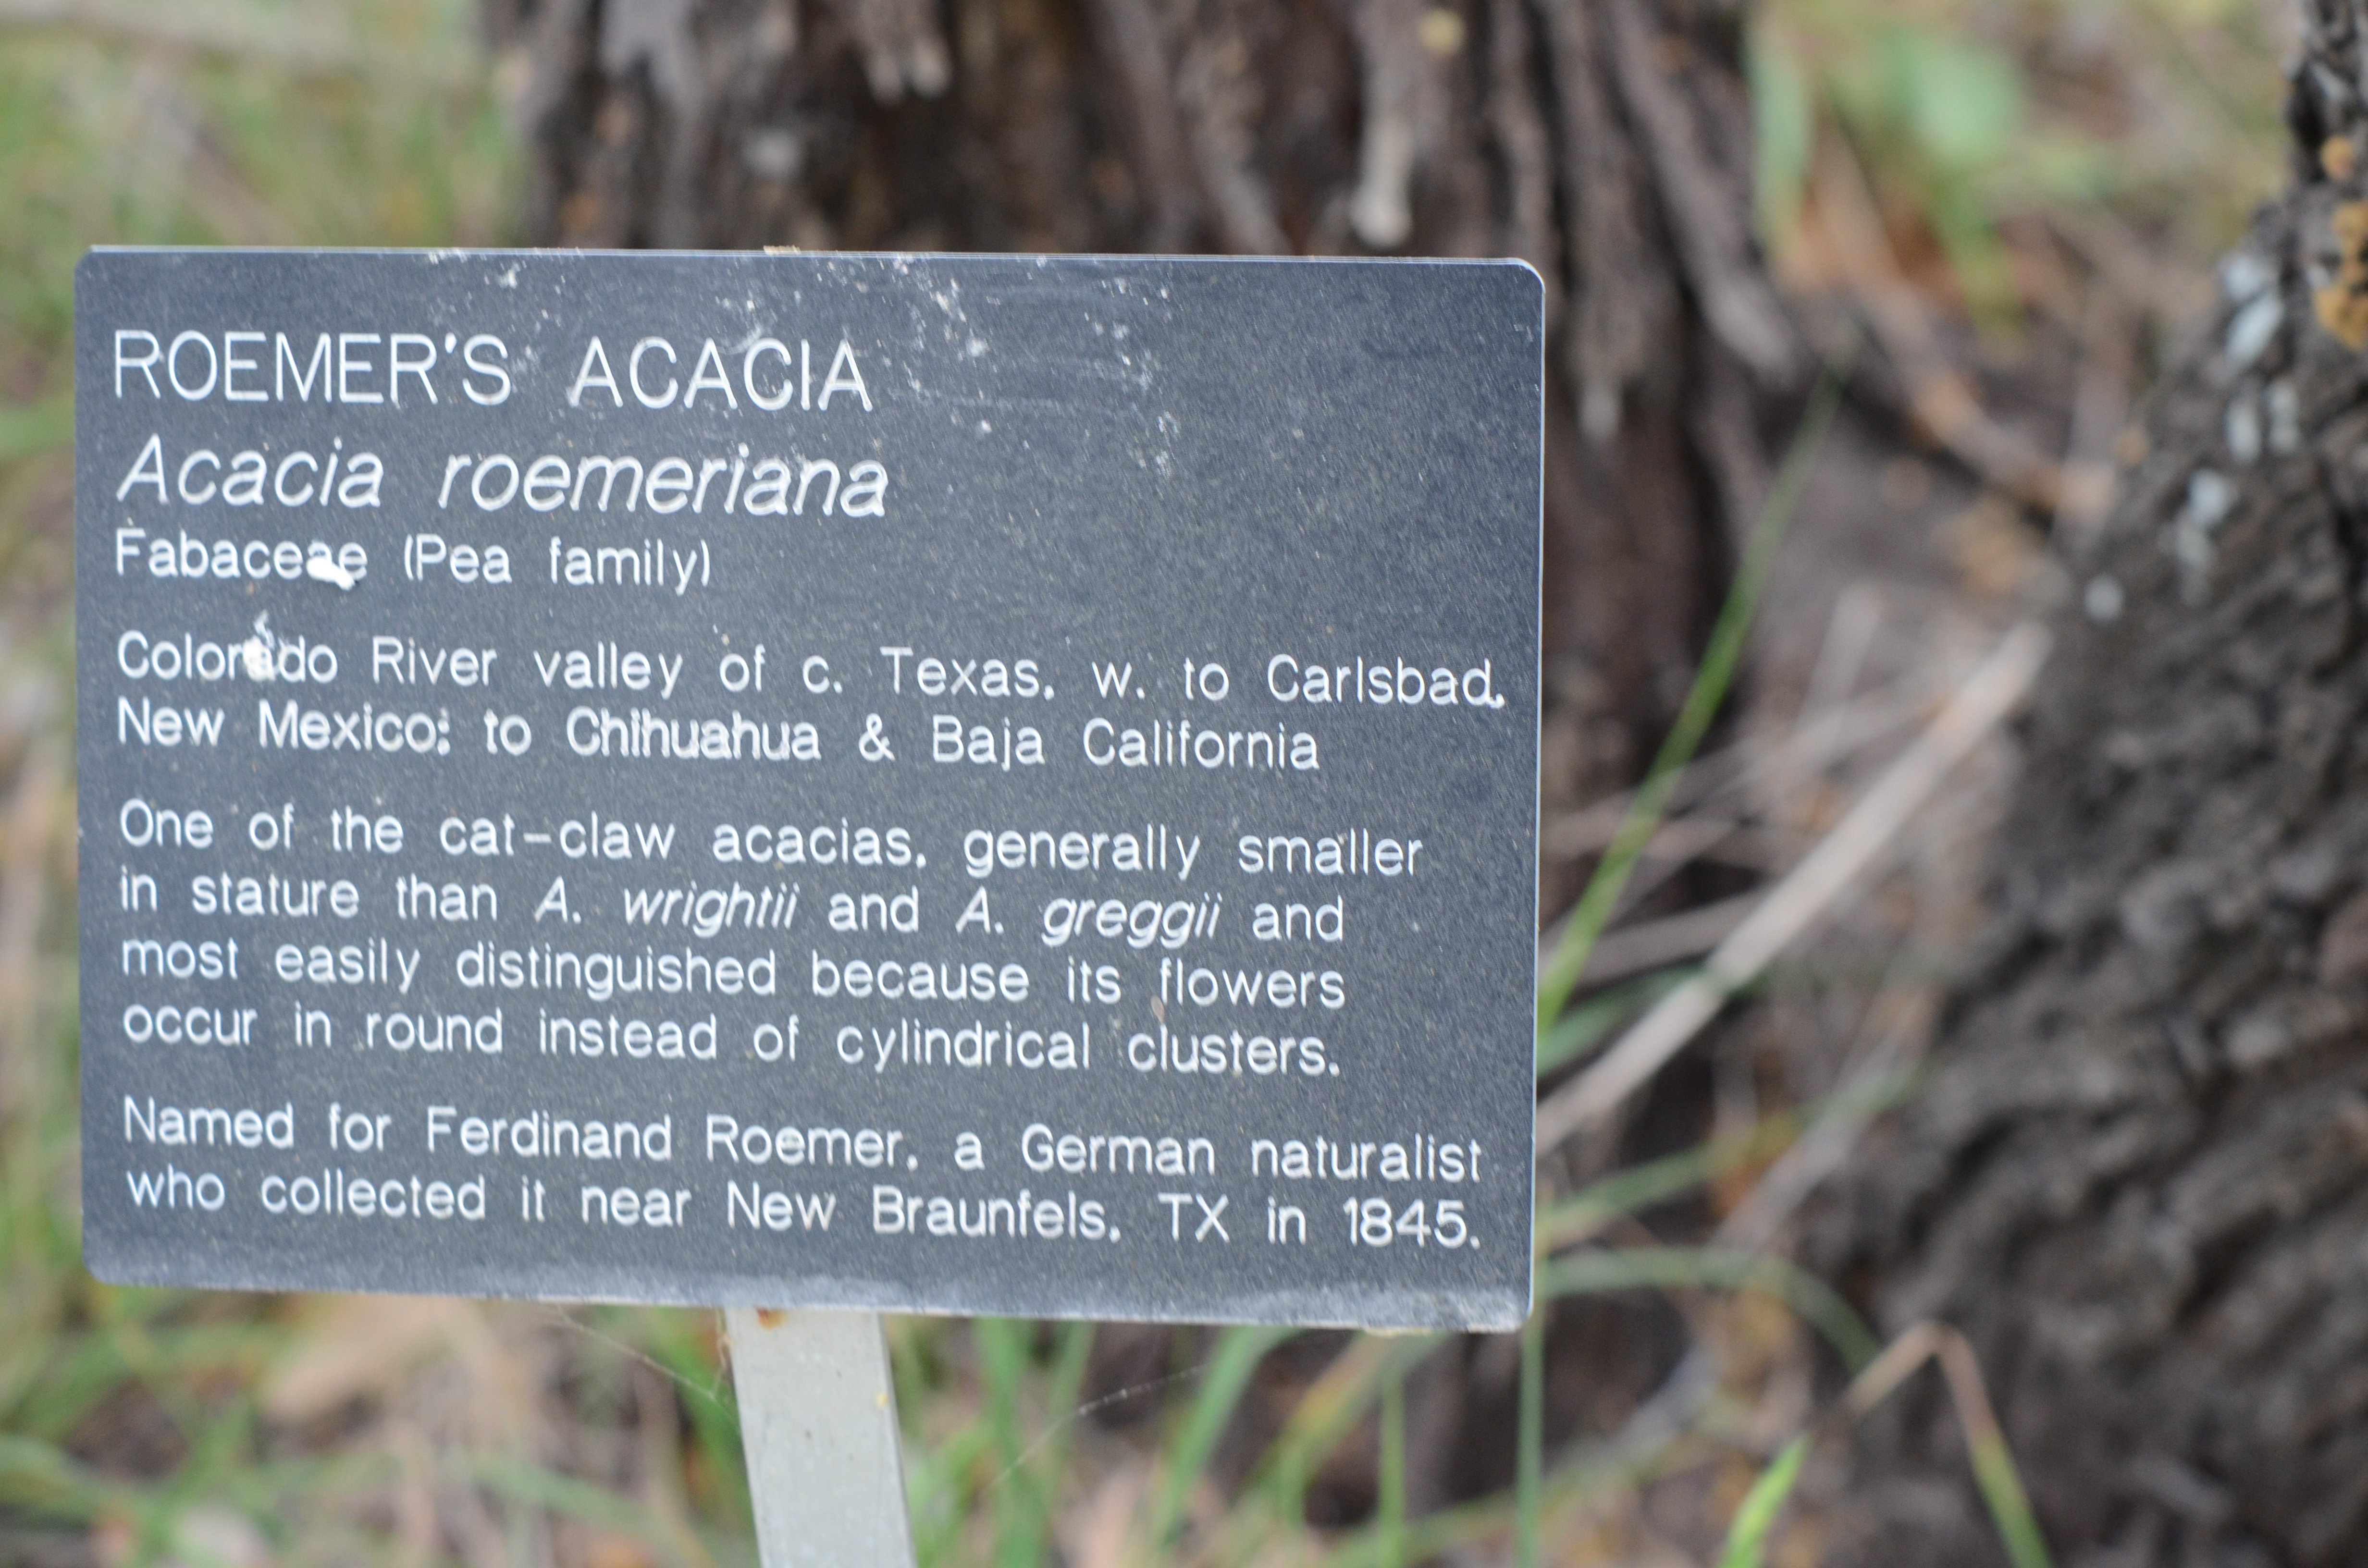 ROEMER'S ACACIA
Acacia roemeriana
Fabaceae (Pea family)
Colorado River valley of c. Texas, w. to Carlsbad,
New Mexico; to Chihuahua & Baja California
One of the cat-claw acacias, generally smaller
in stature than A. wrightii and A. greggii and
most easily distinguished because its flowers
occur in round instead of cylindrical clusters.
Named for Ferdinand Roemer, a German naturalist
who collected it near New Braunfels, TX in 1845.